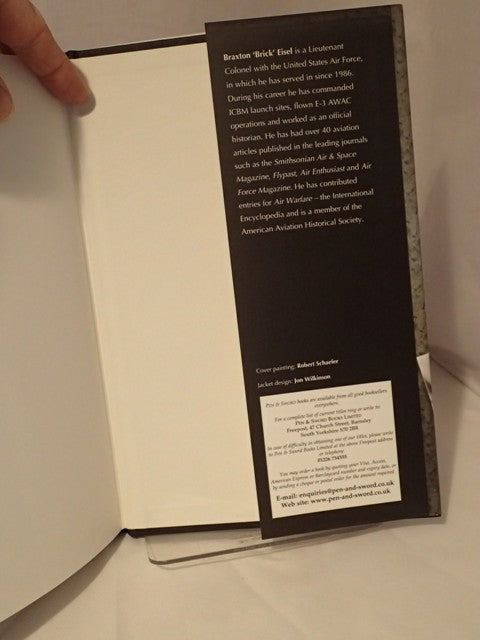 Braxton 'Brick' Eisel is a Lieutenant
Colonel with the United States Air Force,
in which he has served in since 1986.
During his career he has commanded
ICBM launch sites, flown E-3 AWAC
operations and worked as an official
historian. He has had over 40 aviation
articles published in the leading journals
such as the Smithsonian Air & Space
Magazine, Flypast, Air Enthusiast and Air
Force Magazine. He has contributed
entries for Air Warfare – the International
Encyclopedia and is a member of the
American Aviation Historical Society.
Cover painting: Robert Schaefer
Jacket design: Jon Wilkinson
PEN & SWORD books are available from all good booksellers
everywhere.
For a complete list of current titles ring or write to
PEN & SWORD BOOKS LIMITED
Freepost, 47 Church Street, Barnsley
South Yorkshire S70 2BR
In case of difficulty in obtaining one of our titles, please write
to Pen & Sword Books Limited at the above Freepost address
or telephone
01226 734555
You may order a book by quoting your Visa, Access,
American Express or Barclaycard number and expiry date, or
by sending a cheque or postal order for the amount required.
E-mail: enquiries@pen-and-sword.co.uk
Web site: www.pen-and-sword.co.uk